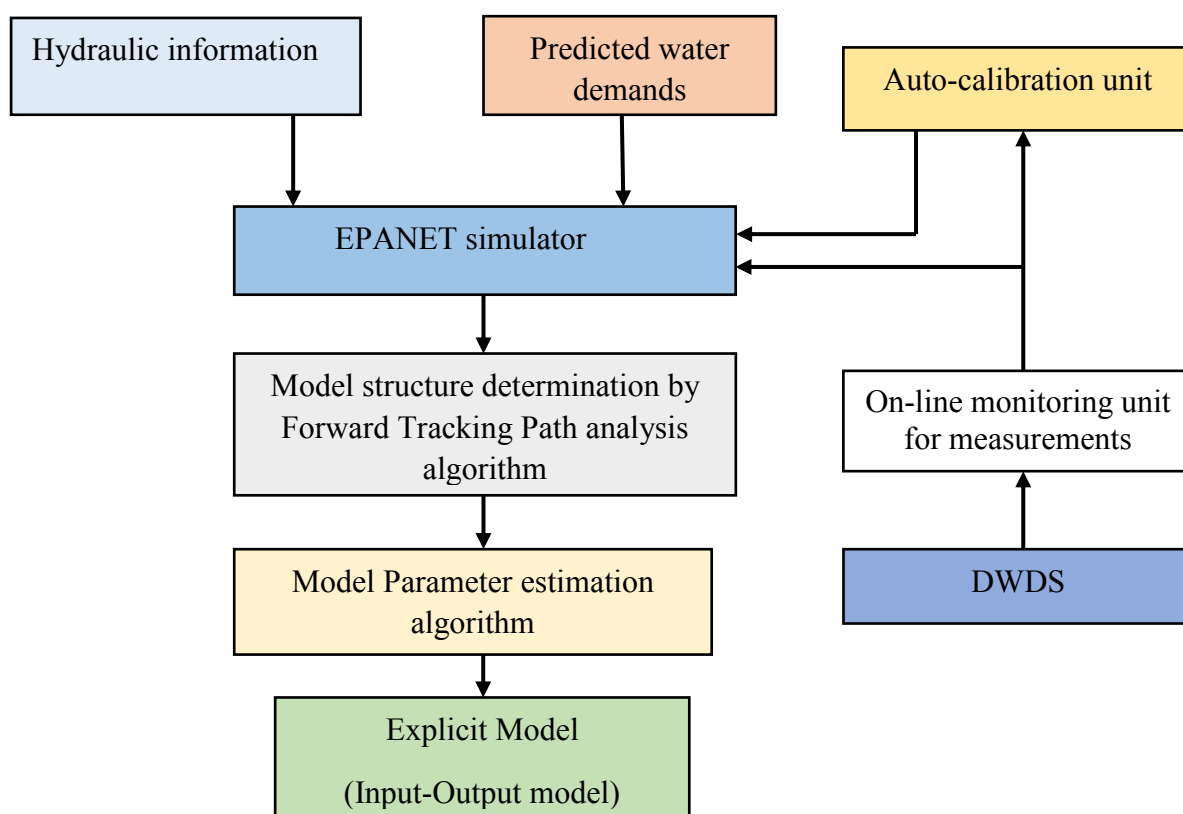 Hydraulic information
Predicted water
demands
Auto-calibration unit
EPANET simulator
Model structure determination by
Forward Tracking Path analysis
algorithm
On-line monitoring unit
for measurements
Model Parameter estimation
algorithm
DWDS
Explicit Model
(Input-Output model)